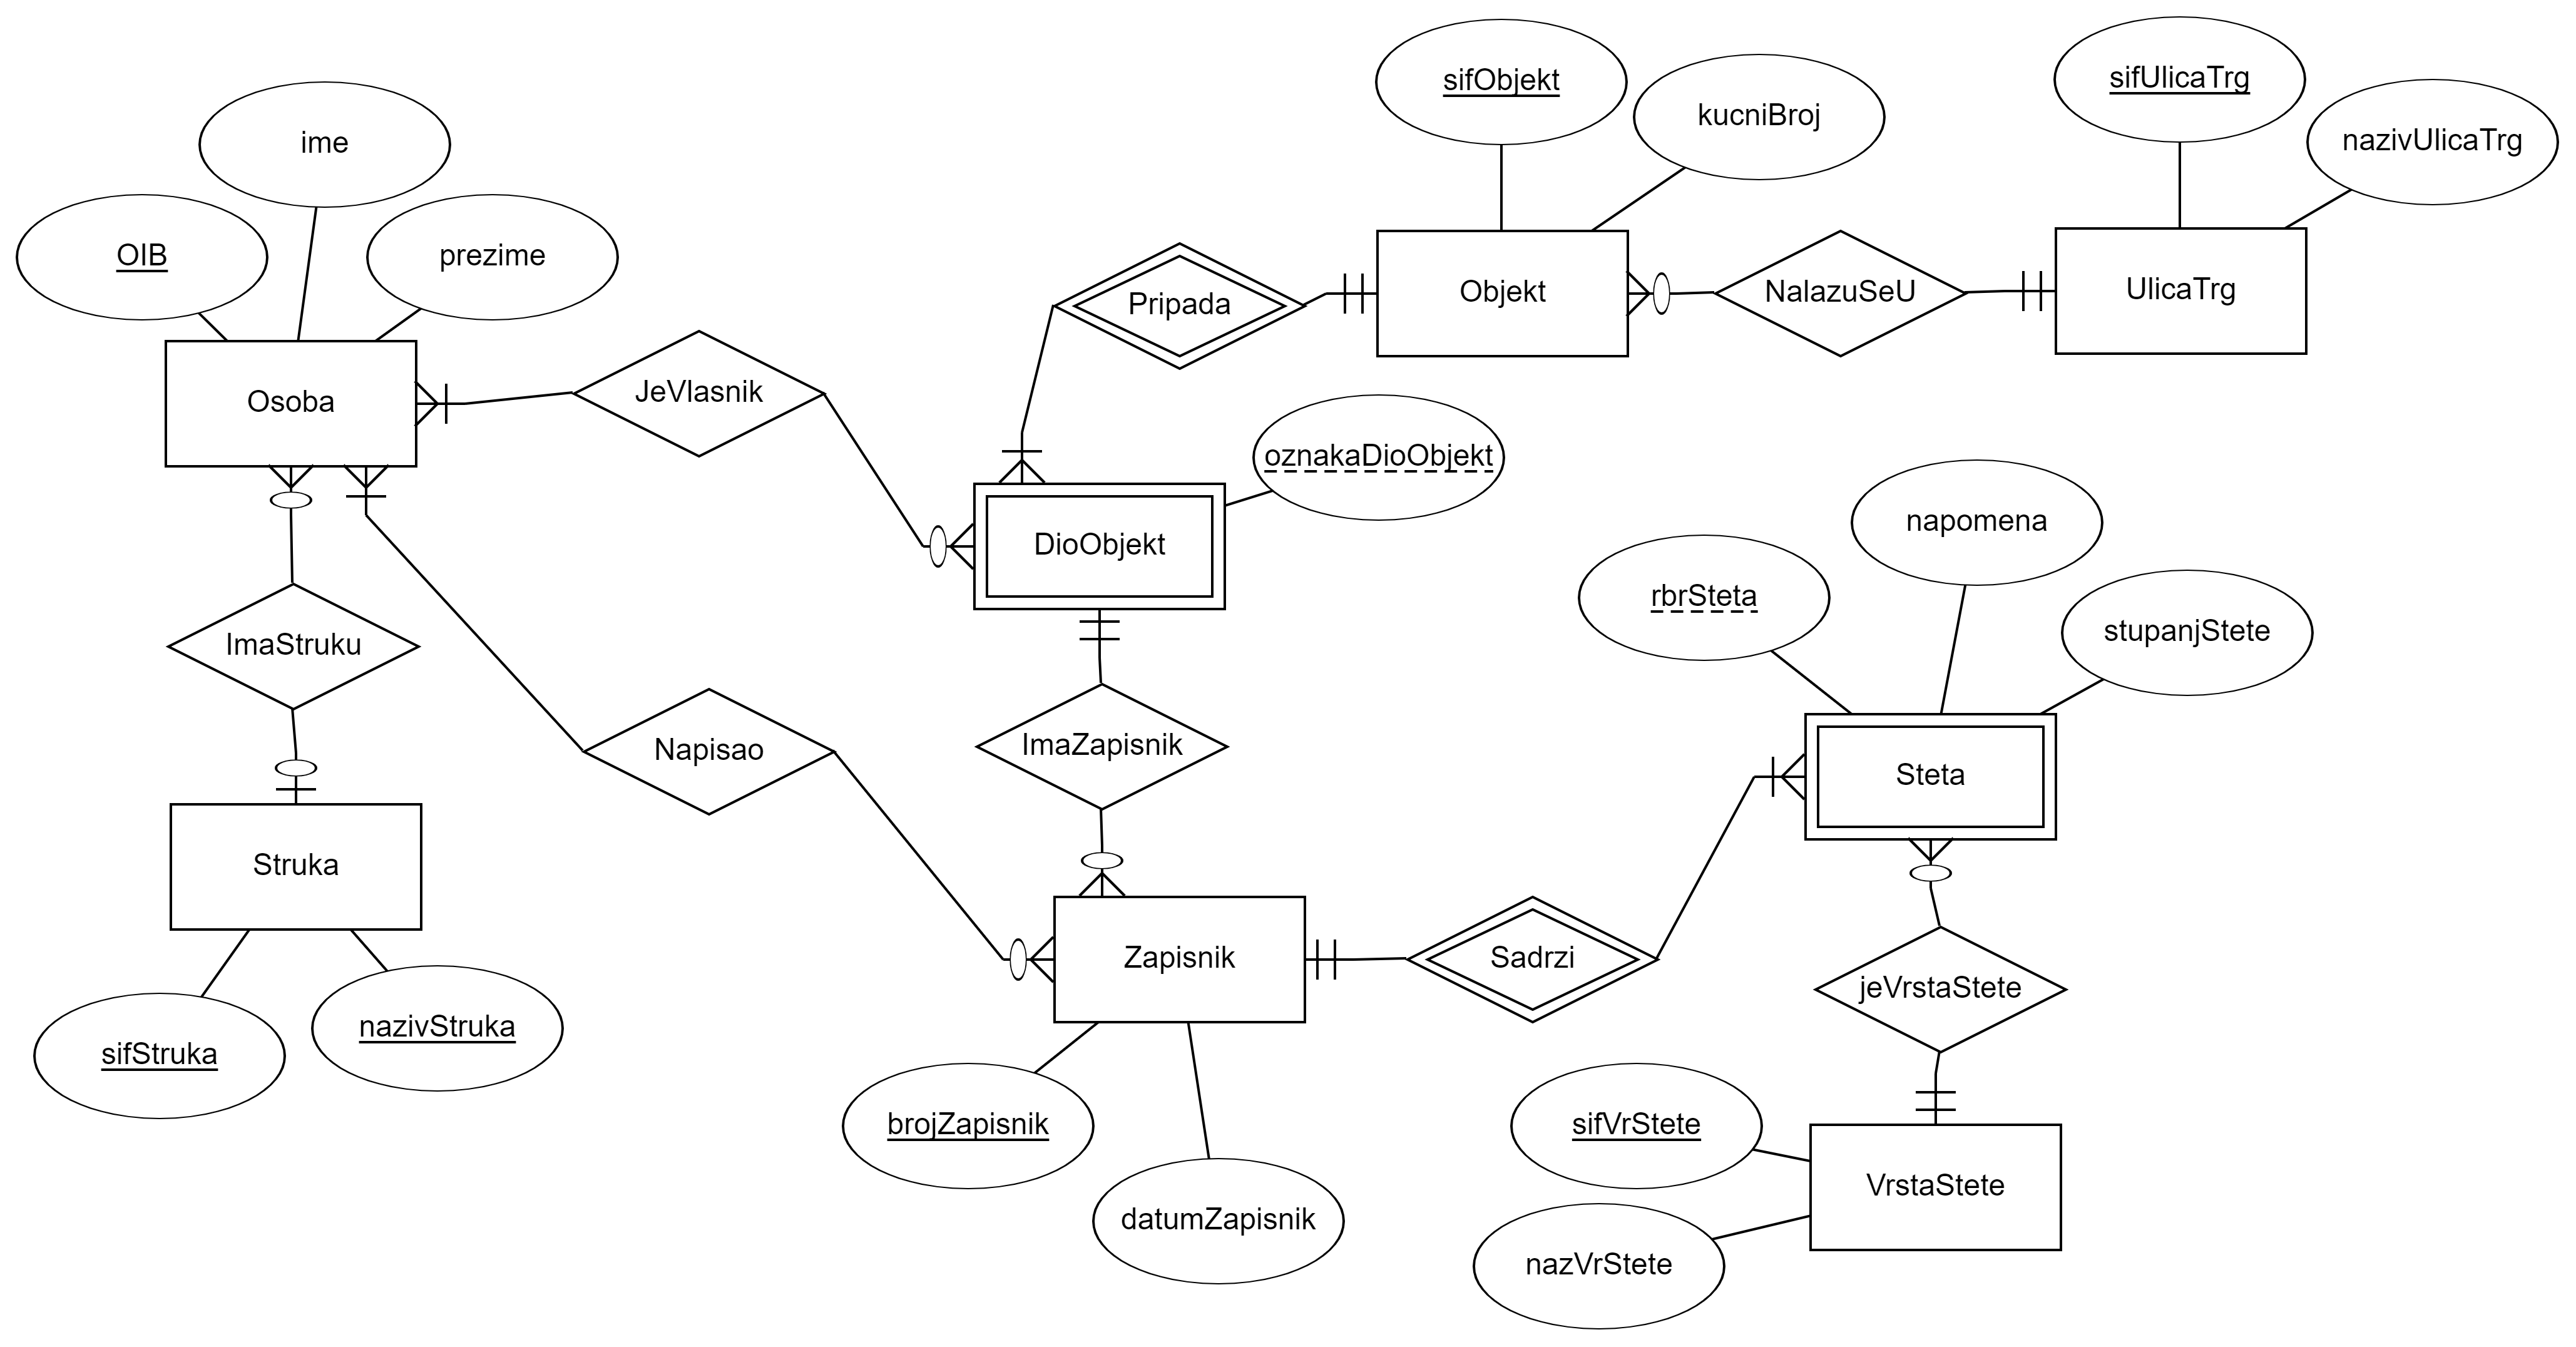 sifObjekt
kucniBroj
sifUlicaTrg
nazivUlicaTrg
ime
OIB
prezime
Osoba
JeVlasnik
Pripada
Objekt
NalazuSeU
UlicaTrg
oznakaDioObjekt
DioObjekt
napomena
rbrSteta
stupanjStete
ImaStruku
Napisao
ImaZapisnik
Steta
Struka
Zapisnik
Sadrzi
jeVrstaStete
sifStruka
nazivStruka
brojZapisnik
datumZapisnik
sifVrStete
VrstaStete
nazVrStete